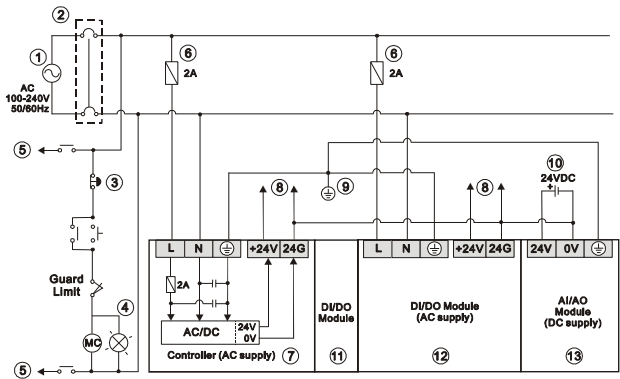 ②
①
AC
100-240V
50/60Hz
⑥
2A
⑥
2A
⑤
③
Guard
Limit
④
MC
⑤
⑧
⑨
⑧
⑩
24VDC
+
L N +24V 24G
2A
AC/DC
24V
0V
Controller (AC supply) ⑦
DI/DO
Module
⑪
L N +24V 24G
DI/DO Module
(AC supply)
⑫
24V 0V
AI/AO
Module
(DC supply)
⑬